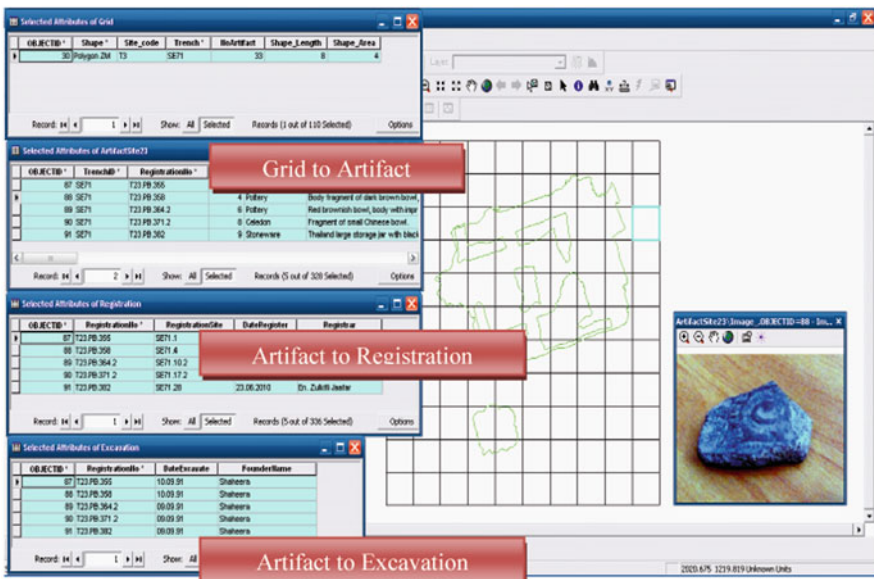 Selected Attributes of Grid
OBJECTID * Shape * Site_code Trench * NoArtifact Shape_Length Shape_Area
30 Polygon ZM T3 SE71 33 8 4
Record: 1 Show: All Selected Records (1 out of 110 Selected) Options
Layer:
Selected Attributes of ArtifactSite23
Grid to Artifact
OBJECTID * TrenchID * RegistrationNo *
87 SE71 T23.PB.355
88 SE71 T23.PB.358 4 Pottery Body fragment of dark brown bowl,
89 SE71 T23.PB.364.2 6 Pottery Red brownish bowl, body with impr
90 SE71 T23.PB.371.2 8 Celedon Fragment of small Chinese bowl.
91 SE71 T23.PB.382 9 Stoneware Thailand large storage jar with black
Record: 2 Show: All Selected Records (5 out of 328 Selected) Options
Selected Attributes of Registration
OBJECTID * RegistrationNo * RegistrationSite DateRegister Registrar
87 T23.PB.355 SE71.1
88 T23.PB.358 SE71.4
89 T23.PB.364.2 SE71.10.2
90 T23.PB.371.2 SE71.17.2
91 T23.PB.382 SE71.28 23.06.2010 En. Zulkifli Jaafar
Artifact to Registration
Record: 1 Show: All Selected Records (5 out of 336 Selected) Options
ArtifactSite23\Image_,OBJECTID=88 - Im...
Selected Attributes of Excavation
OBJECTID * RegistrationNo * DateExcavate FounderName
87 T23.PB.355 10.09.91 Shaheera
88 T23.PB.358 10.09.91 Shaheera
89 T23.PB.364.2 09.09.91 Shaheera
90 T23.PB.371.2 09.09.91 Shaheera
91 T23.PB.382 09.09.91 Shaheera
Record: 1 Show: All
Artifact to Excavation
2020.675 1219.819 Unknown Units